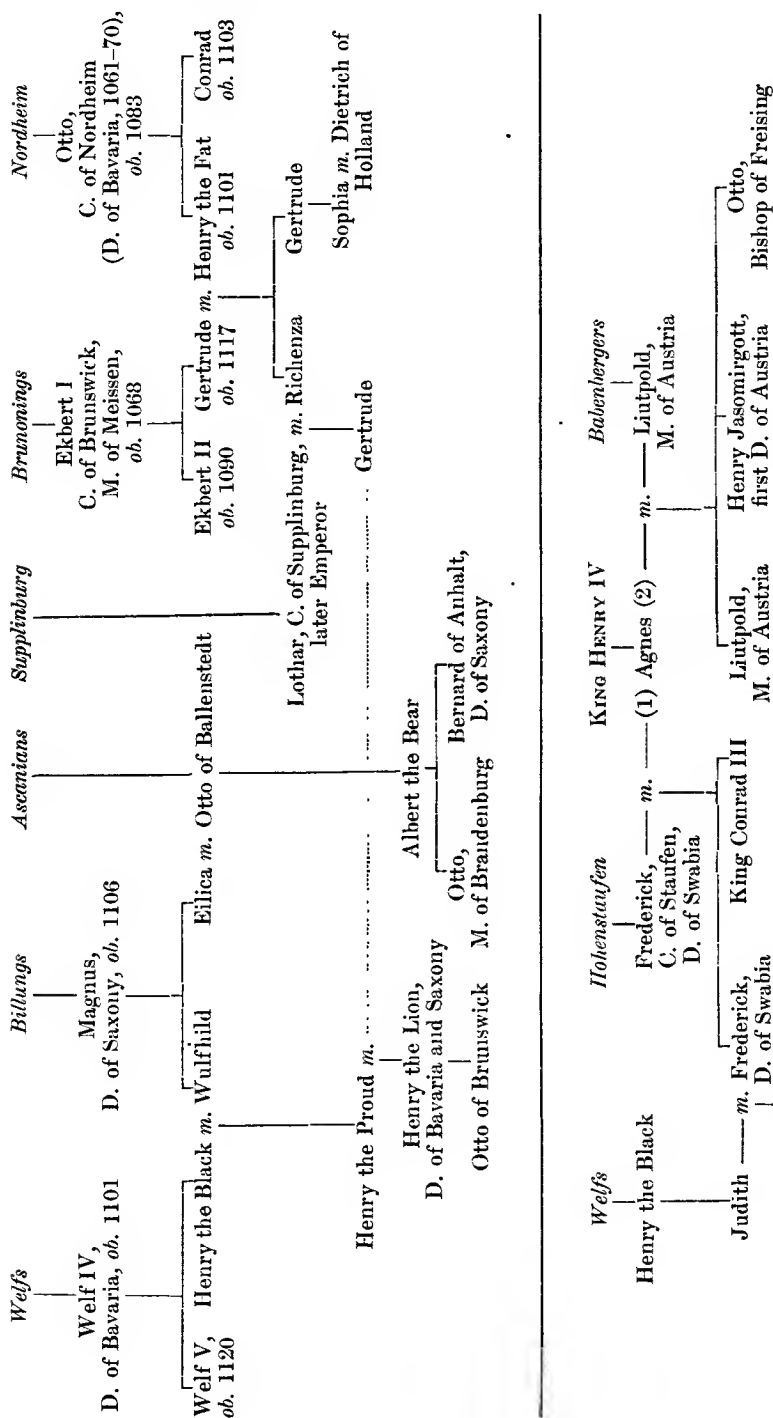 Welfs
Welf IV,
D. of Bavaria, ob. 1101
Welf V,
ob. 1120
Henry the Black m. Wulfhild
Billungs
Magnus,
D. of Saxony, ob. 1106
Eilica m. Otto of Ballenstedt
Ascanians
Supplinburg
Brunonings
Ekbert I
C. of Brunswick,
M. of Meissen,
ob. 1068
Ekbert II
ob. 1090
Gertrude m. Henry the Fat
ob. 1117
ob. 1101
Nordheim
Otto,
C. of Nordheim
(D. of Bavaria, 1061–70),
ob. 1083
Conrad
ob. 1103
Lothar, C. of Supplinburg, m. Richenza
later Emperor
Gertrude
Sophia m. Dietrich of
Holland
Henry the Proud m. Gertrude
Henry the Lion,
D. of Bavaria and Saxony
Otto of Brunswick
Albert the Bear
Otto,
M. of Brandenburg
Bernard of Anhalt,
D. of Saxony
Welfs
Henry the Black
Judith m. Frederick,
D. of Swabia
Hohenstaufen
Frederick, m. (1) Agnes (2) m. Liutpold,
C. of Staufen,
D. of Swabia
KING HENRY IV
Babenbergers
M. of Austria
King Conrad III
Liutpold,
M. of Austria
Henry Jasomirgott,
first D. of Austria
Otto,
Bishop of Freising